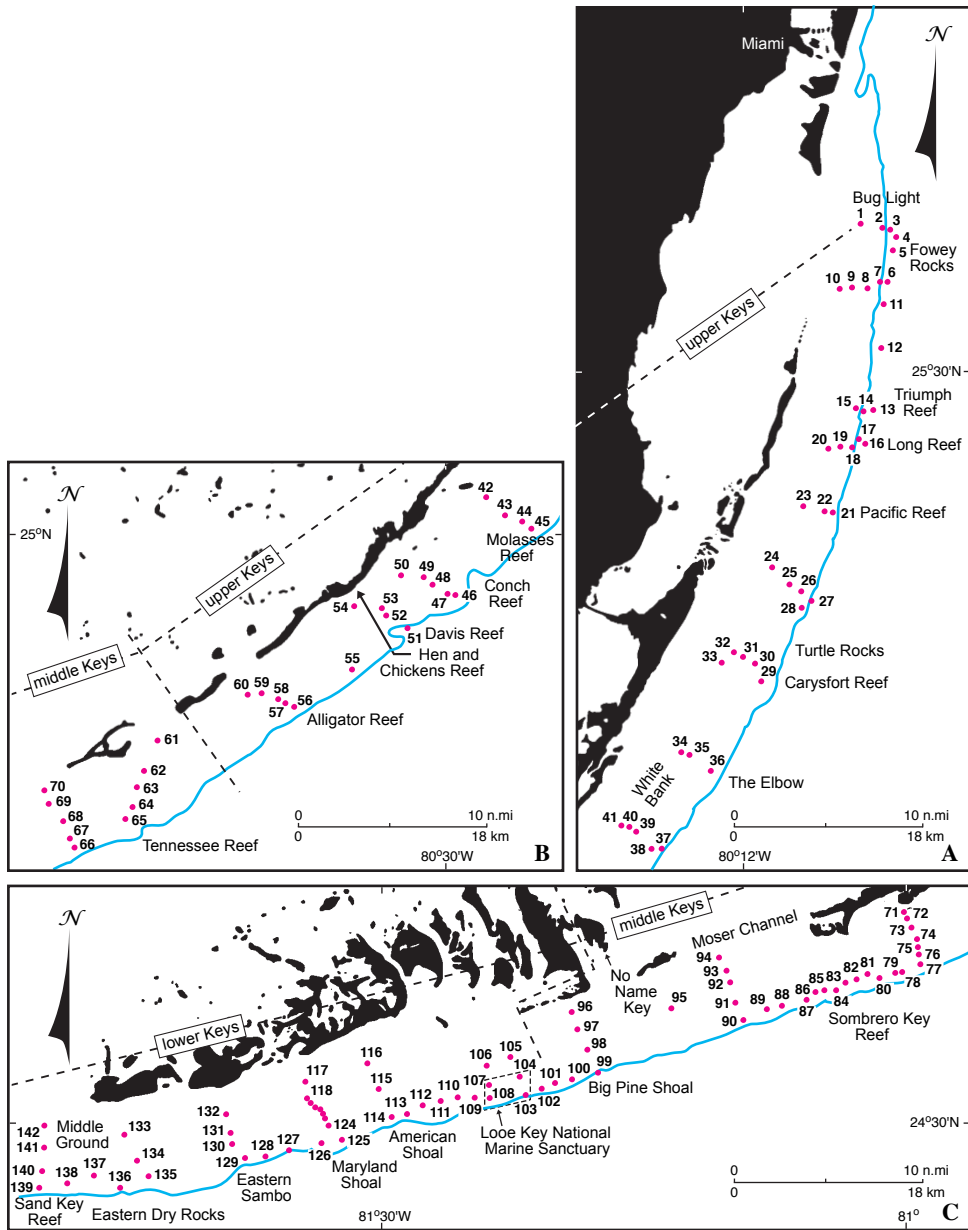 N
Miami
Bug Light
1
2
3
4
5
Fowey
Rocks
10
9
8
7
6
11
upper Keys
12
25°30'N
Triumph
Reef
15
14
13
17
16
Long Reef
20
19
18
23
22
21
Pacific Reef
24
25
26
27
28
Turtle Rocks
32
31
30
33
29
Carysfort Reef
34
35
36
The Elbow
White
Bank
41
40
39
38
37
0
10 n.mi
0
18 km
80°12
A
N
25°N
42
43
44
45
Molasses
Reef
50
49
48
47
46
Conch
Reef
54
53
52
51
Davis Reef
Hen and
Chickens Reef
upper Keys
middle Keys
55
60
59
58
57
56
Alligator Reef
61
62
63
64
65
70
69
68
67
66
Tennessee Reef
0
10 n.mi
0
18 km
80°30
B
N
middle Keys
Moser Channel
No
Name
Key
71
72
73
74
75
76
77
94
93
92
91
90
95
89
88
86
87
85
83
84
82
81
80
79
78
Sombrero Key
Reef
lower Keys
96
97
98
99
Big Pine Shoal
100
101
102
103
104
105
106
107
108
109
110
111
112
113
114
Looe Key National
Marine Sanctuary
American
Shoal
115
116
117
118
124
125
126
Maryland
Shoal
127
128
129
130
131
132
Eastern
Sambo
133
134
135
136
137
138
Eastern Dry Rocks
142
141
140
139
Middle
Ground
Sand Key
Reef
24°30
0
10 n.mi
0
18 km
81°30
81°
C